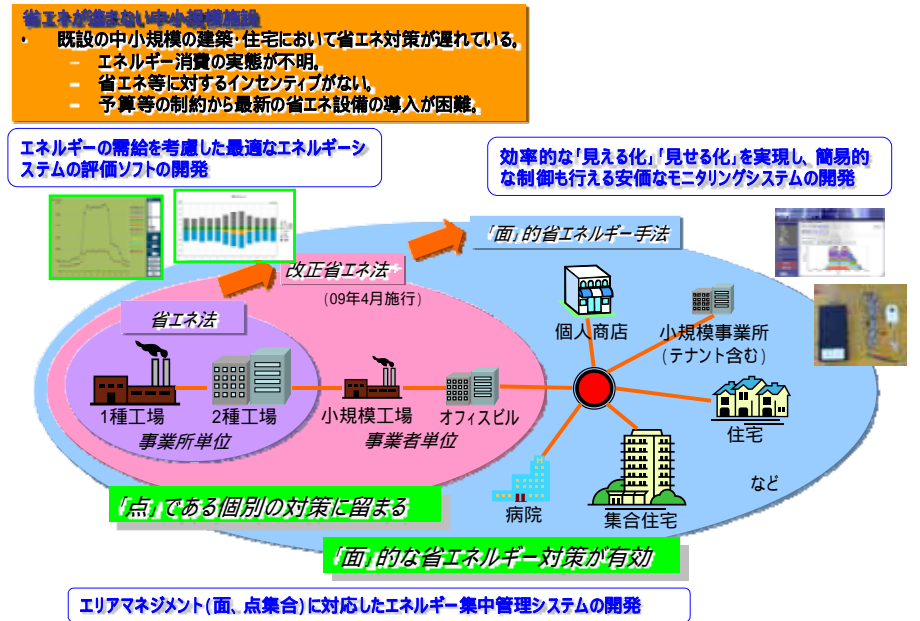 省エネが進まない中小規模施設
・ 既設の中小規模の建築・住宅において省エネ対策が遅れている。
– エネルギー消費の実態が不明。
– 省エネ等に対するインセンティブがない。
– 予算等の制約から最新の省エネ設備の導入が困難。
エネルギーの需給を考慮した最適なエネルギーシ
ステムの評価ソフトの開発
効率的な「見える化」「見せる化」を実現し、簡易的
な制御も行える安価なモニタリングシステムの開発
「面」的省エネルギー手法
改正省エネ法
(09年4月施行)
省エネ法
個人商店
小規模事業所
(テナント含む)
1種工場
2種工場
小規模工場
オフィスビル
住宅
事業所単位
事業者単位
など
病院
集合住宅
「点」である個別の対策に留まる
「面」的な省エネルギー対策が有効
エリアマネジメント(面、点集合)に対応したエネルギー集中管理システムの開発